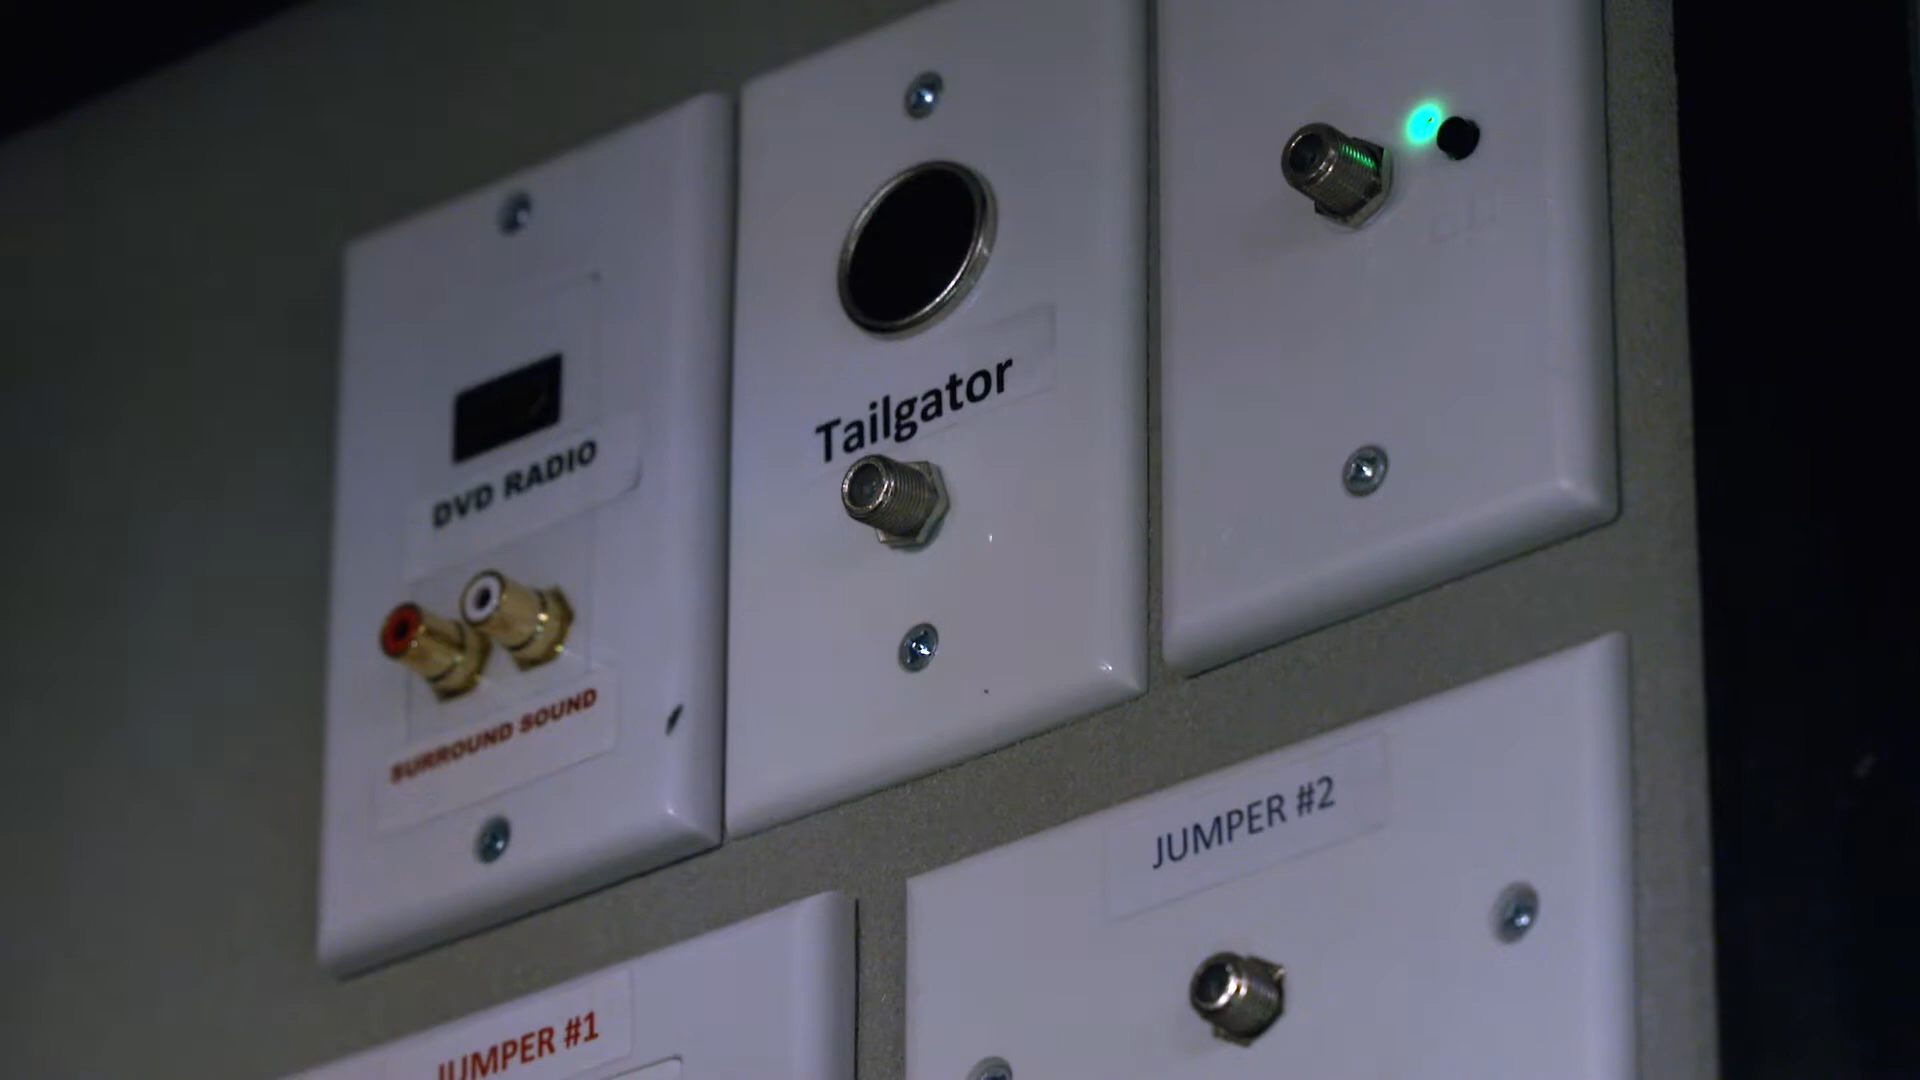 DVD RADIO
SURROUND SOUND
Tailgator
JUMPER #2
JUMPER #1